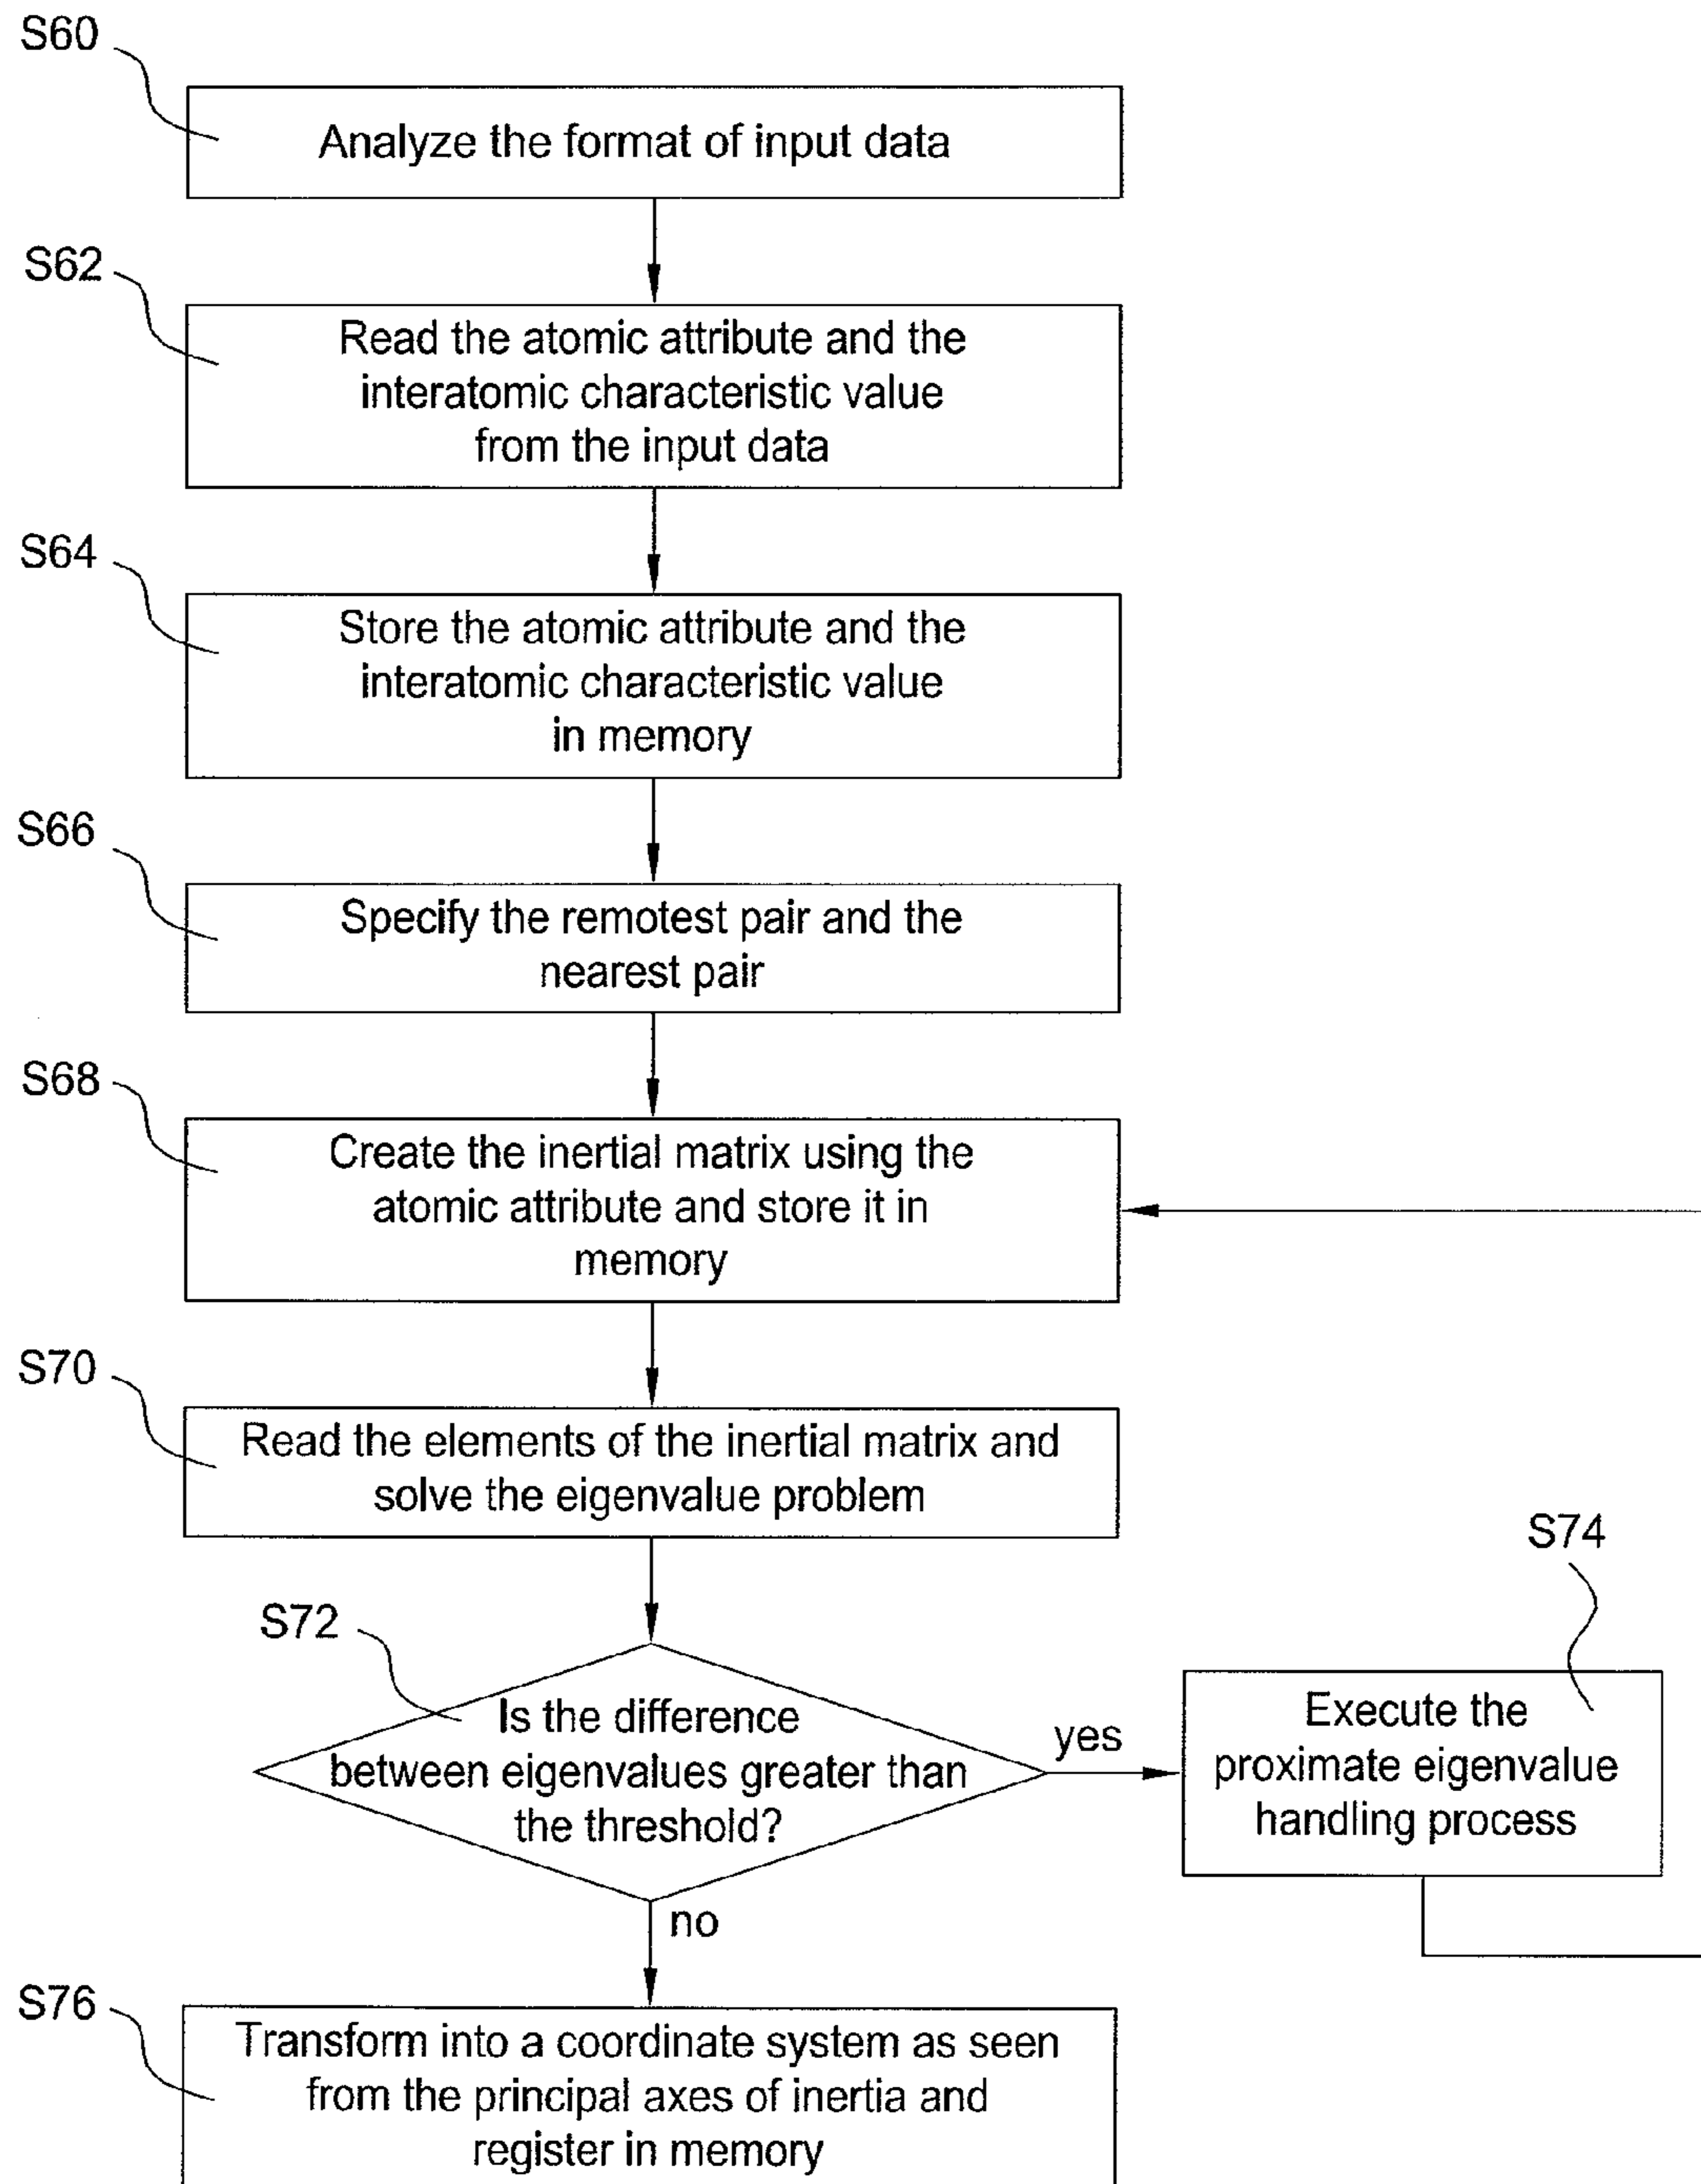 S60
Analyze the format of input data
S62
Read the atomic attribute and the
interatomic characteristic value
from the input data
S64
Store the atomic attribute and the
interatomic characteristic value
in memory
S66
Specify the remotest pair and the
nearest pair
S68
Create the inertial matrix using the
atomic attribute and store it in
memory
S70
Read the elements of the inertial matrix and
solve the eigenvalue problem
S72
Is the difference
between eigenvalues greater than
the threshold?
yes
S74
Execute the
proximate eigenvalue
handling process
no
S76
Transform into a coordinate system as seen
from the principal axes of inertia and
register in memory